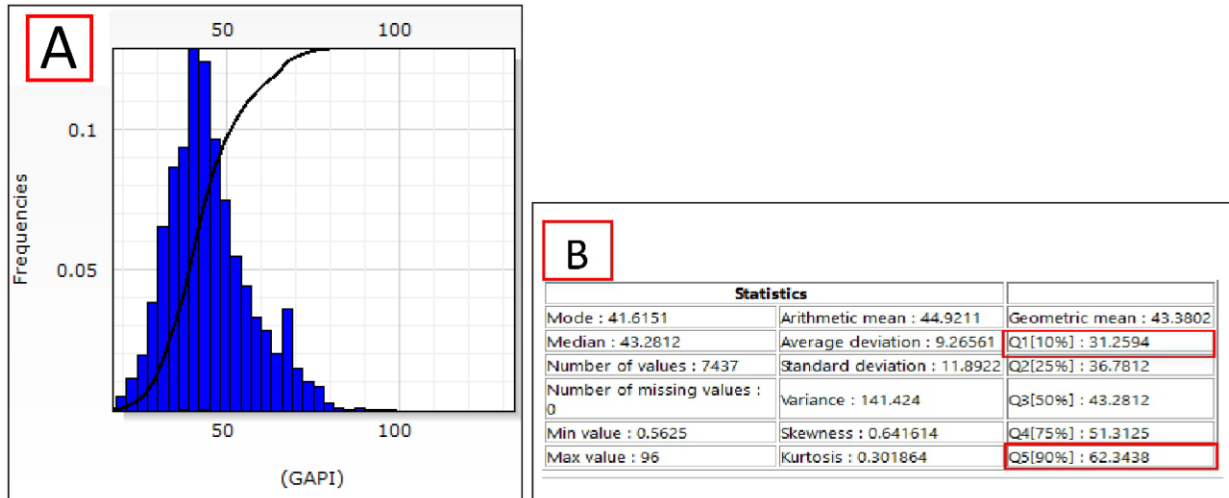 A
50 100
0.1
0.05
Frequencies
50 100
(GAPI)
B
Statistics
Mode : 41.6151 Arithmetic mean : 44.9211 Geometric mean : 43.3802
Median : 43.2812 Average deviation : 9.26561 Q1[10%] : 31.2594
Number of values : 7437 Standard deviation : 11.8922 Q2[25%] : 36.7812
Number of missing values :
0 Variance : 141.424 Q3[50%] : 43.2812
Min value : 0.5625 Skewness : 0.641614 Q4[75%] : 51.3125
Max value : 96 Kurtosis : 0.301864 Q5[90%] : 62.3438